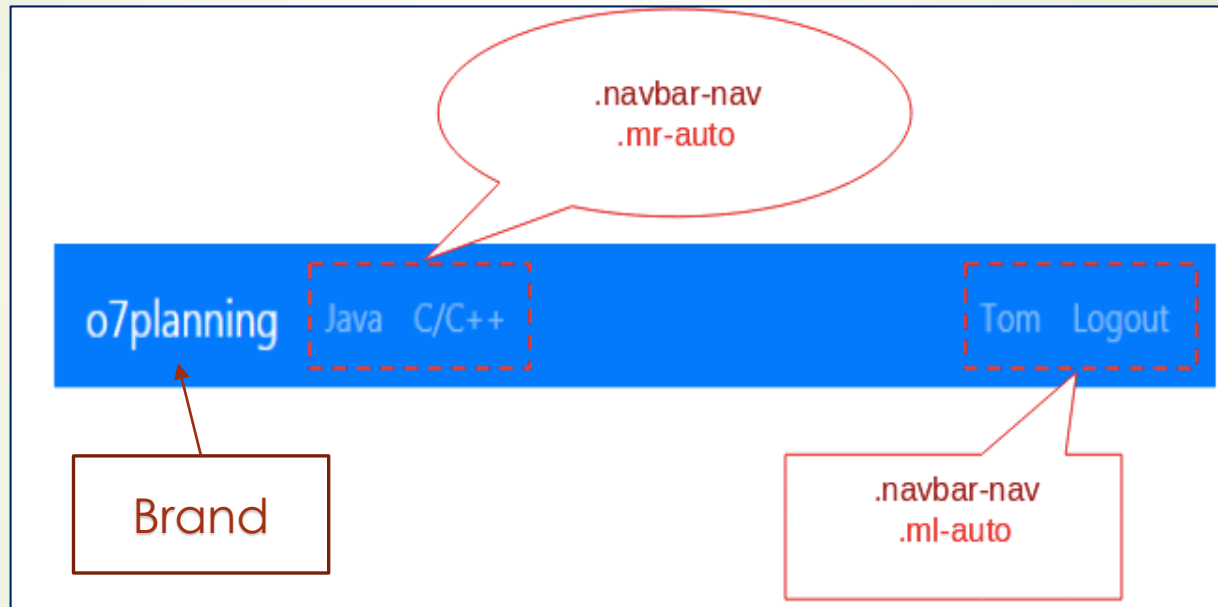 .navbar-nav
.mr-auto
o7planning Java C/C++ Tom Logout
Brand
.navbar-nav
.ml-auto